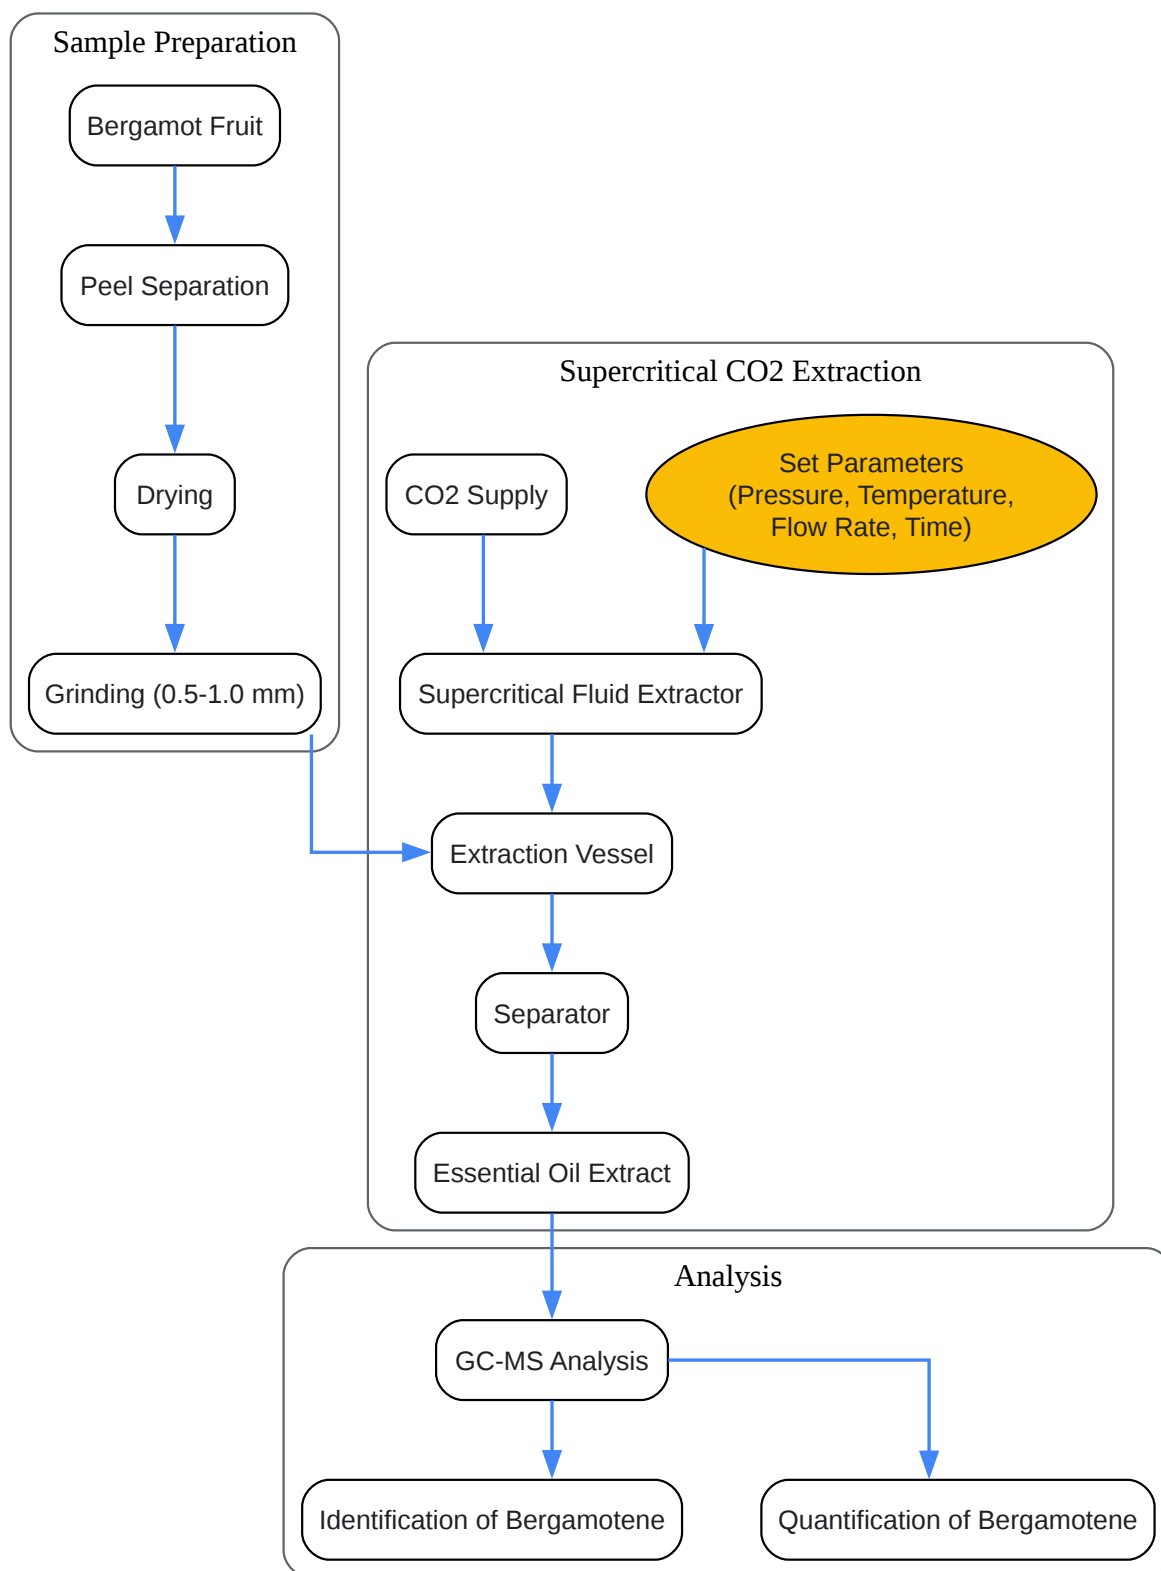 Sample Preparation
Bergamot Fruit
Peel Separation
Drying
Grinding (0.5-1.0 mm)
Supercritical CO2 Extraction
CO2 Supply
Set Parameters
(Pressure, Temperature,
Flow Rate, Time)
Supercritical Fluid Extractor
Extraction Vessel
Separator
Essential Oil Extract
Analysis
GC-MS Analysis
Identification of Bergamotene
Quantification of Bergamotene